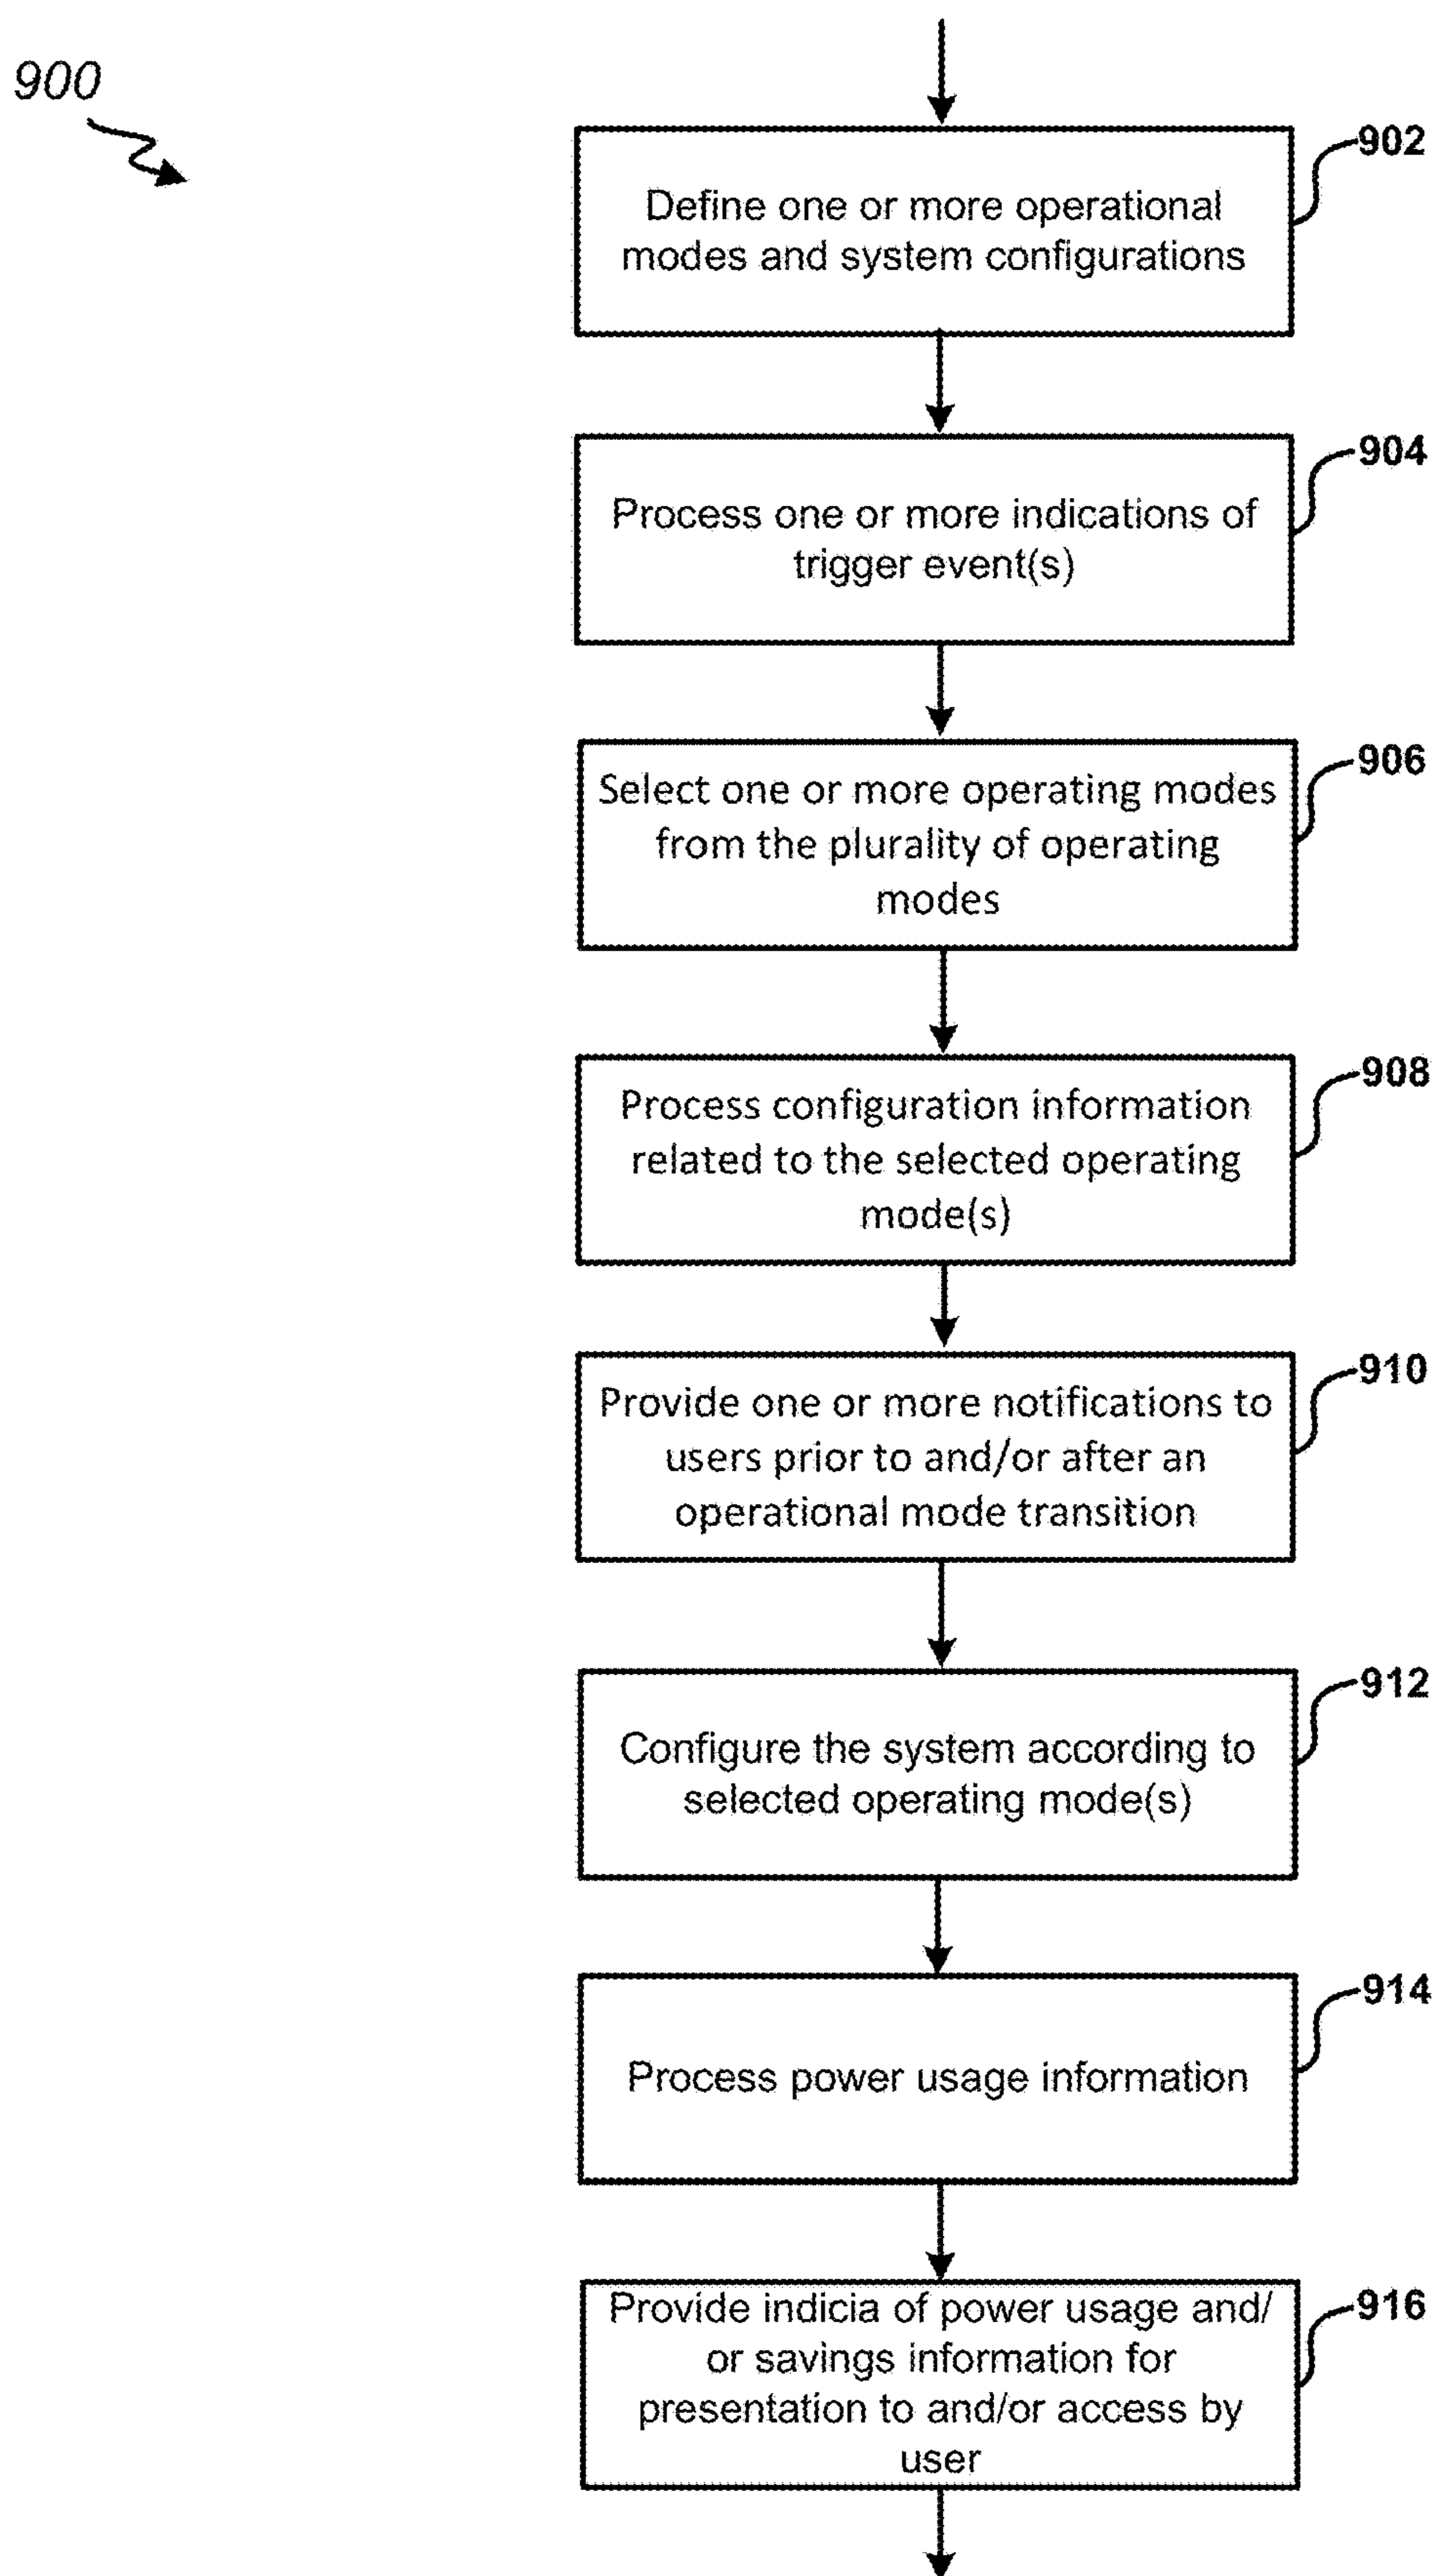 900
902
Define one or more operational
modes and system configurations
904
Process one or more indications of
trigger event(s)
906
Select one or more operating modes
from the plurality of operating
modes
908
Process configuration information
related to the selected operating
mode(s)
910
Provide one or more notifications to
users prior to and/or after an
operational mode transition
912
Configure the system according to
selected operating mode(s)
914
Process power usage information
916
Provide indicia of power usage and/
or savings information for
presentation to and/or access by
user